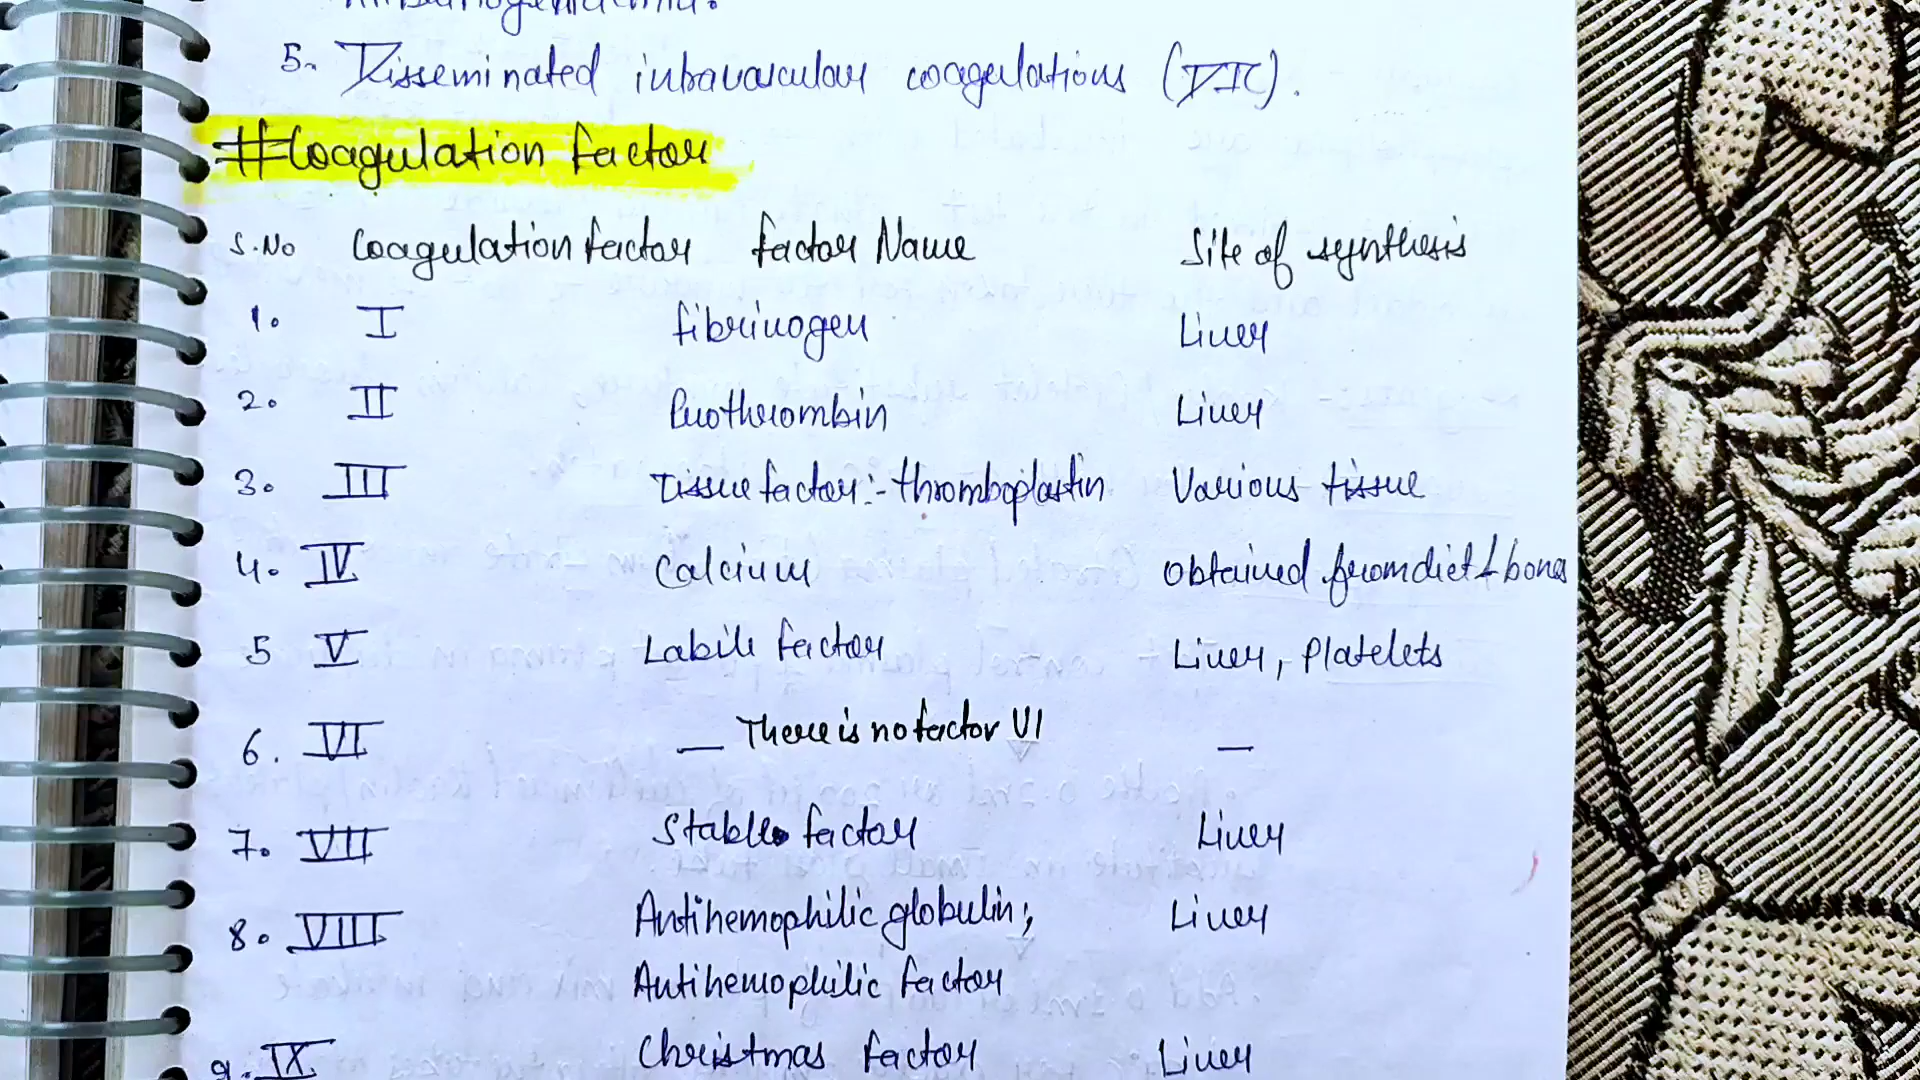 5. Disseminated intravascular coagulations (DIC).
#Coagulation factor
S.No Coagulation factor factor Name Site of synthesis
1. I fibrinogen Liver
2. II Prothrombin Liver
3. III Tissue factor:- thromboplastin Various tissue
4. IV Calcium Obtained from diet & bones
5 V Labile factor Liver, Platelets
6. VI — There is no factor VI —
7. VII Stable factor Liver
8. VIII Antihemophilic globulin; Liver
Antihemophilic factor
9. IX Christmas factor Liver